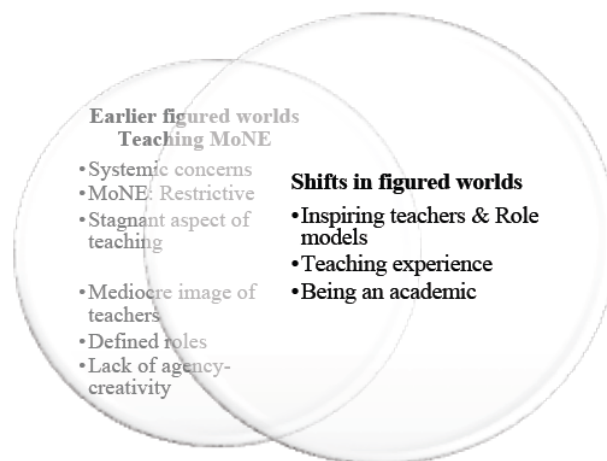 Earlier figured worlds
Teaching MoNE
•Systemic concerns
•MoNE: Restrictive
•Stagnant aspect of
teaching
•Mediocre image of
teachers
•Defined roles
•Lack of agency-
creativity
Shifts in figured worlds
•Inspiring teachers & Role
models
•Teaching experience
•Being an academic